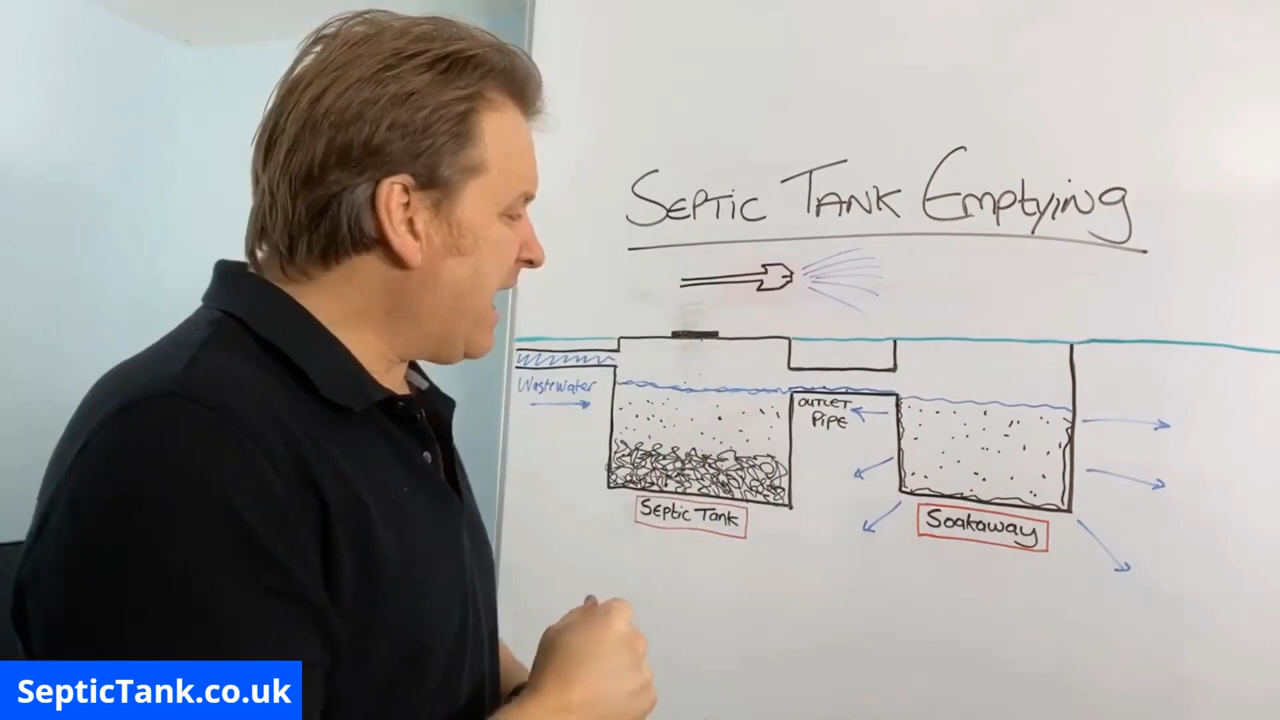 Septic Tank Emptying
Wastewater
OUTLET
PiPE
Septic Tank
Soakaway
SepticTank.co.uk